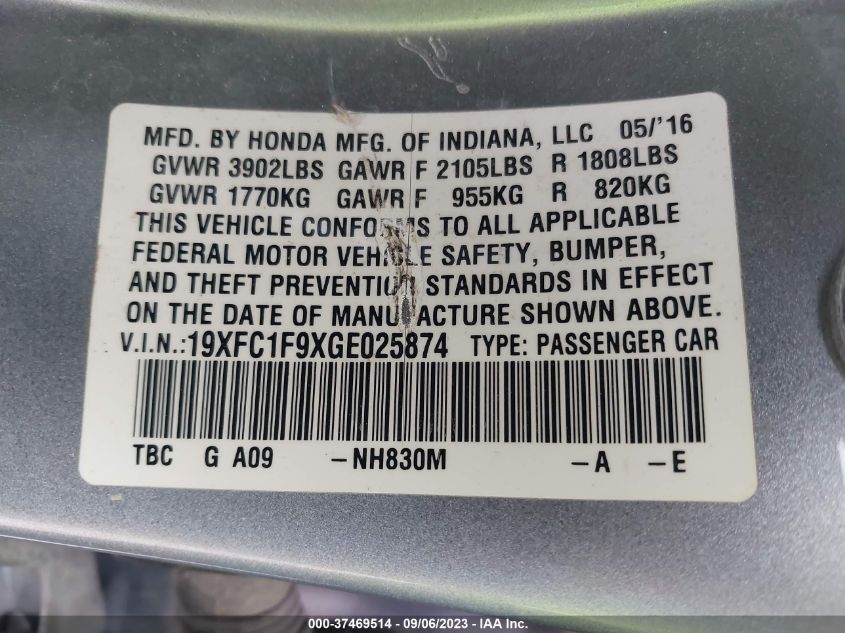 MFD. BY HONDA MFG. OF INDIANA, LLC 05/'16
GVWR 3902LBS GAWR F 2105LBS R 1808LBS
GVWR 1770KG GAWR F 955KG R 820KG
THIS VEHICLE CONFORMS TO ALL APPLICABLE
FEDERAL MOTOR VEHICLE SAFETY, BUMPER,
AND THEFT PREVENTION STANDARDS IN EFFECT
ON THE DATE OF MANUFACTURE SHOWN ABOVE.
V.I.N.:19XFC1F9XGE025874 TYPE: PASSENGER CAR
TBC G A09 -NH830M -A -E
000-37469514 - 09/06/2023 - IAA Inc.